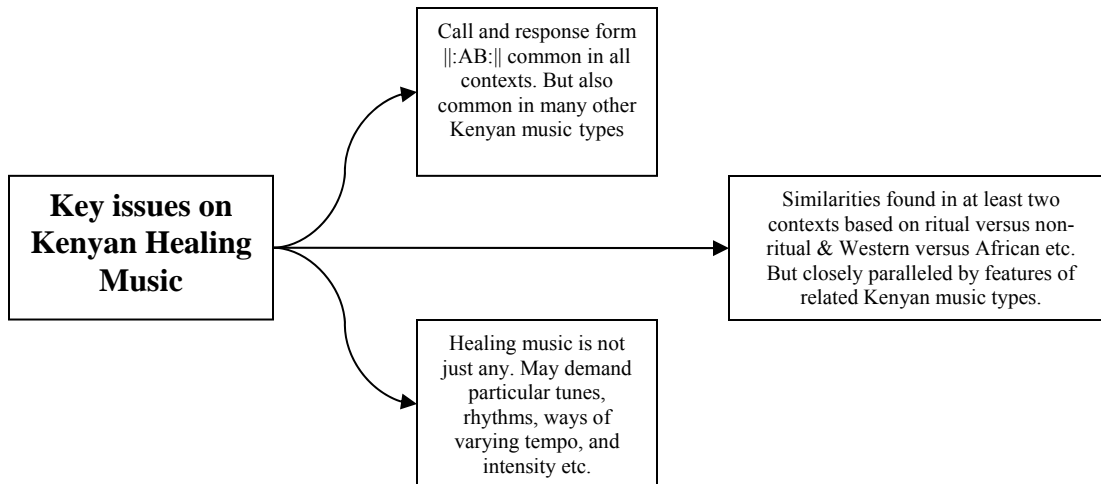 Key issues on
Kenyan Healing
Music
Call and response form
||:AB:|| common in all
contexts. But also
common in many other
Kenyan music types
Similarities found in at least two
contexts based on ritual versus non-
ritual & Western versus African etc.
But closely paralleled by features of
related Kenyan music types.
Healing music is not
just any. May demand
particular tunes,
rhythms, ways of
varying tempo, and
intensity etc.